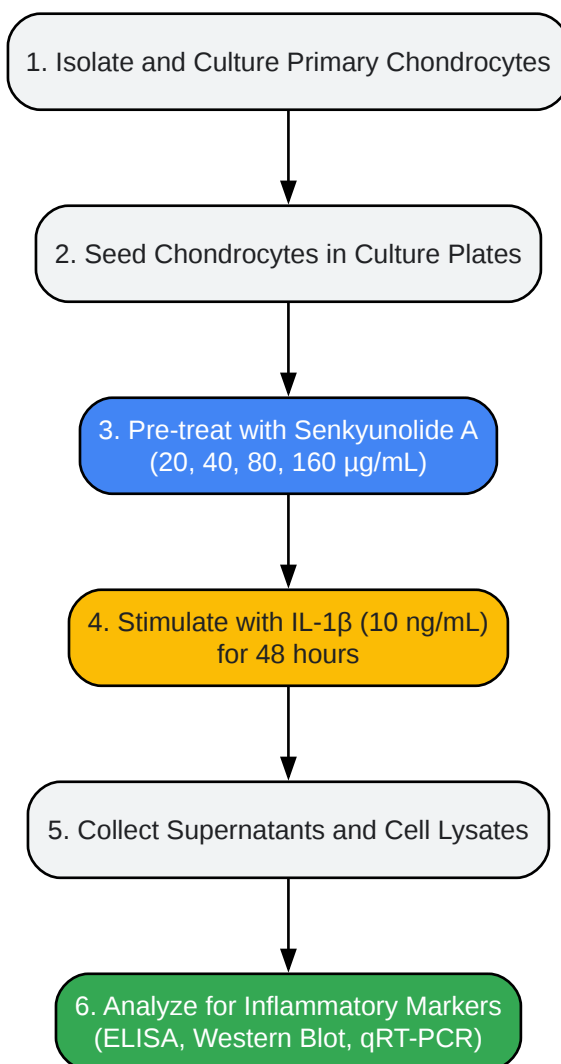 1. Isolate and Culture Primary Chondrocytes
2. Seed Chondrocytes in Culture Plates
3. Pre-treat with Senkyunolide A
(20, 40, 80, 160 µg/mL)
4. Stimulate with IL-1β (10 ng/mL)
for 48 hours
5. Collect Supernatants and Cell Lysates
6. Analyze for Inflammatory Markers
(ELISA, Western Blot, qRT-PCR)